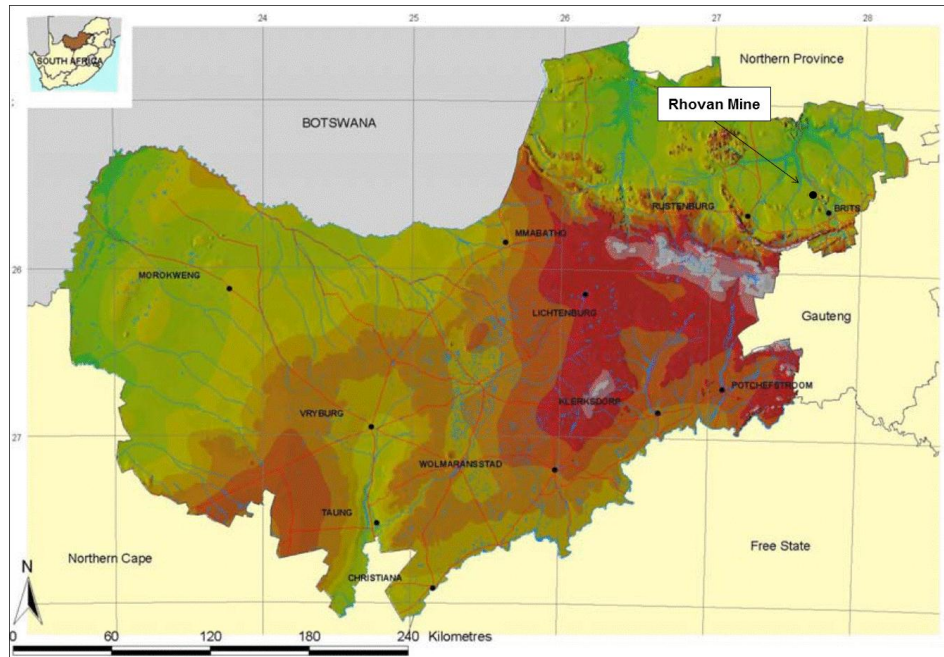 24 25 26 27 28
SOUTH AFRICA
Northern Province
Rhovan Mine
BOTSWANA
RUSTENBURG
BRITS
MMABATHO
26
MOROKWENG
LICHTENBURG
Gauteng
POTCHEFSTROOM
KLERKSDORP
VRYBURG
27
WOLMARANSSTAD
TAUNG
Free State
Northern Cape
CHRISTIANA
N
0 60 120 180 240 Kilometres